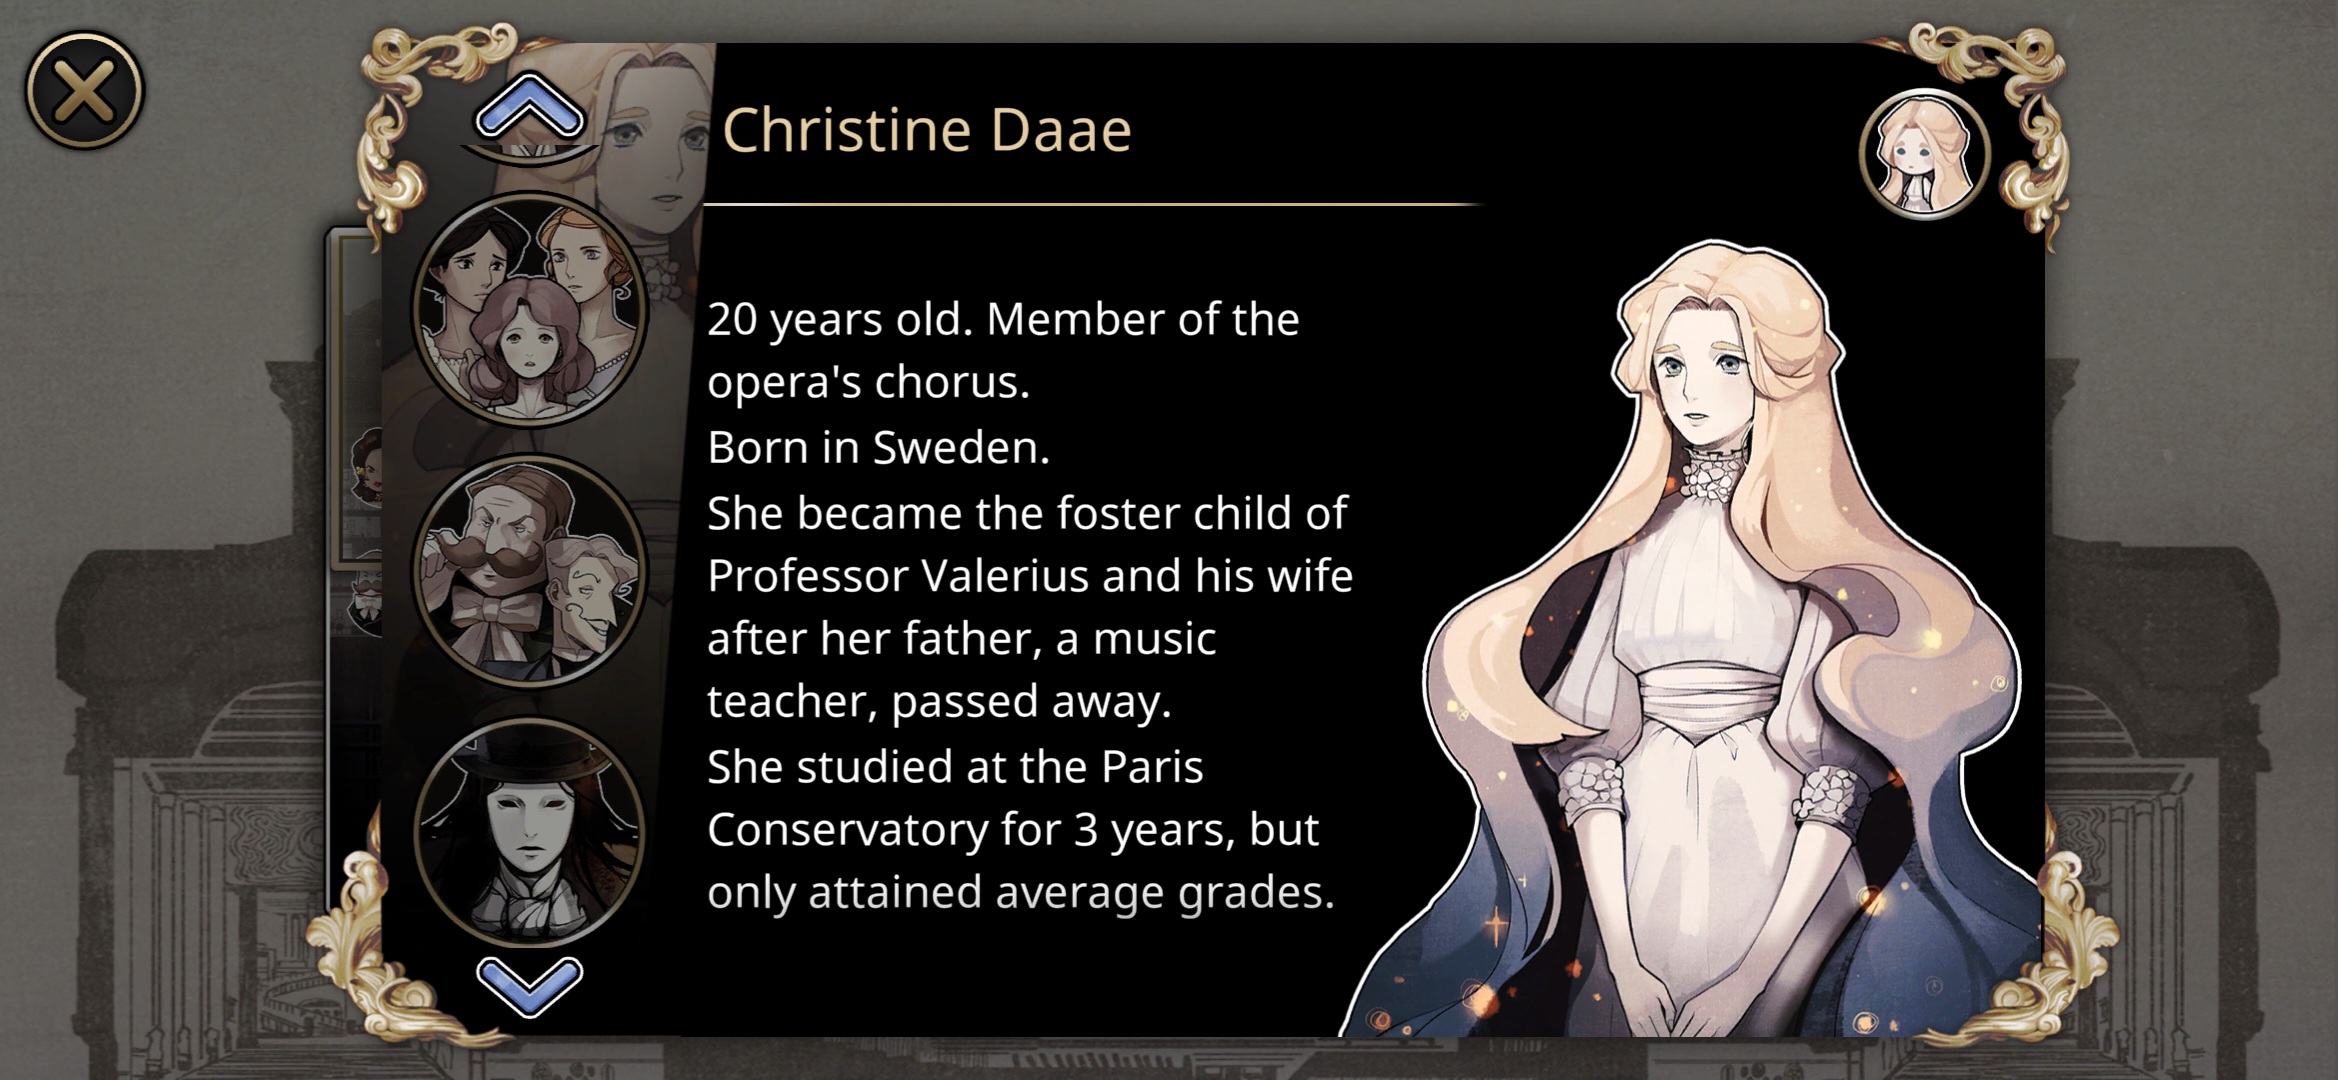 Christine Daae
20 years old. Member of the
opera's chorus.
Born in Sweden.
She became the foster child of
Professor Valerius and his wife
after her father, a music
teacher, passed away.
She studied at the Paris
Conservatory for 3 years, but
only attained average grades.